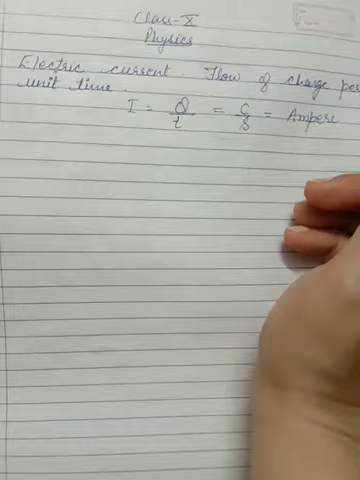 Class-X
Physics
Electric current. Flow of charge per
unit time.
I = Q/t = C/S = Ampere